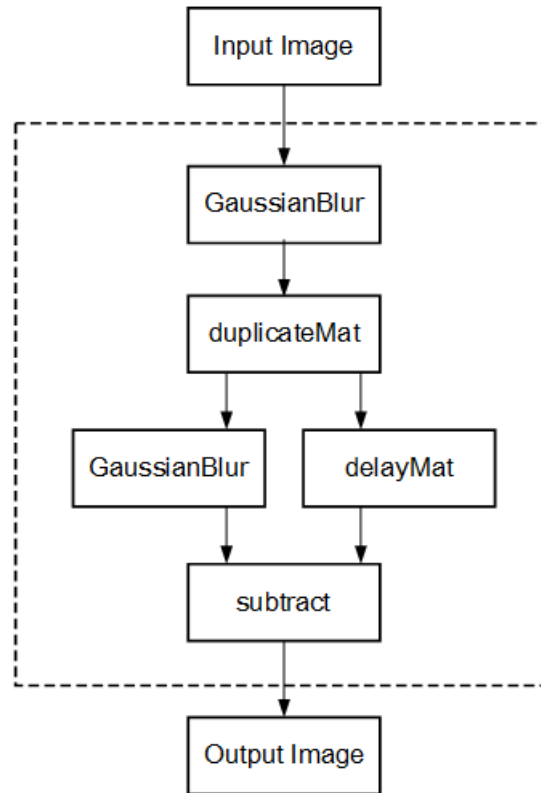 Input Image
GaussianBlur
duplicateMat
GaussianBlur
delayMat
subtract
Output Image